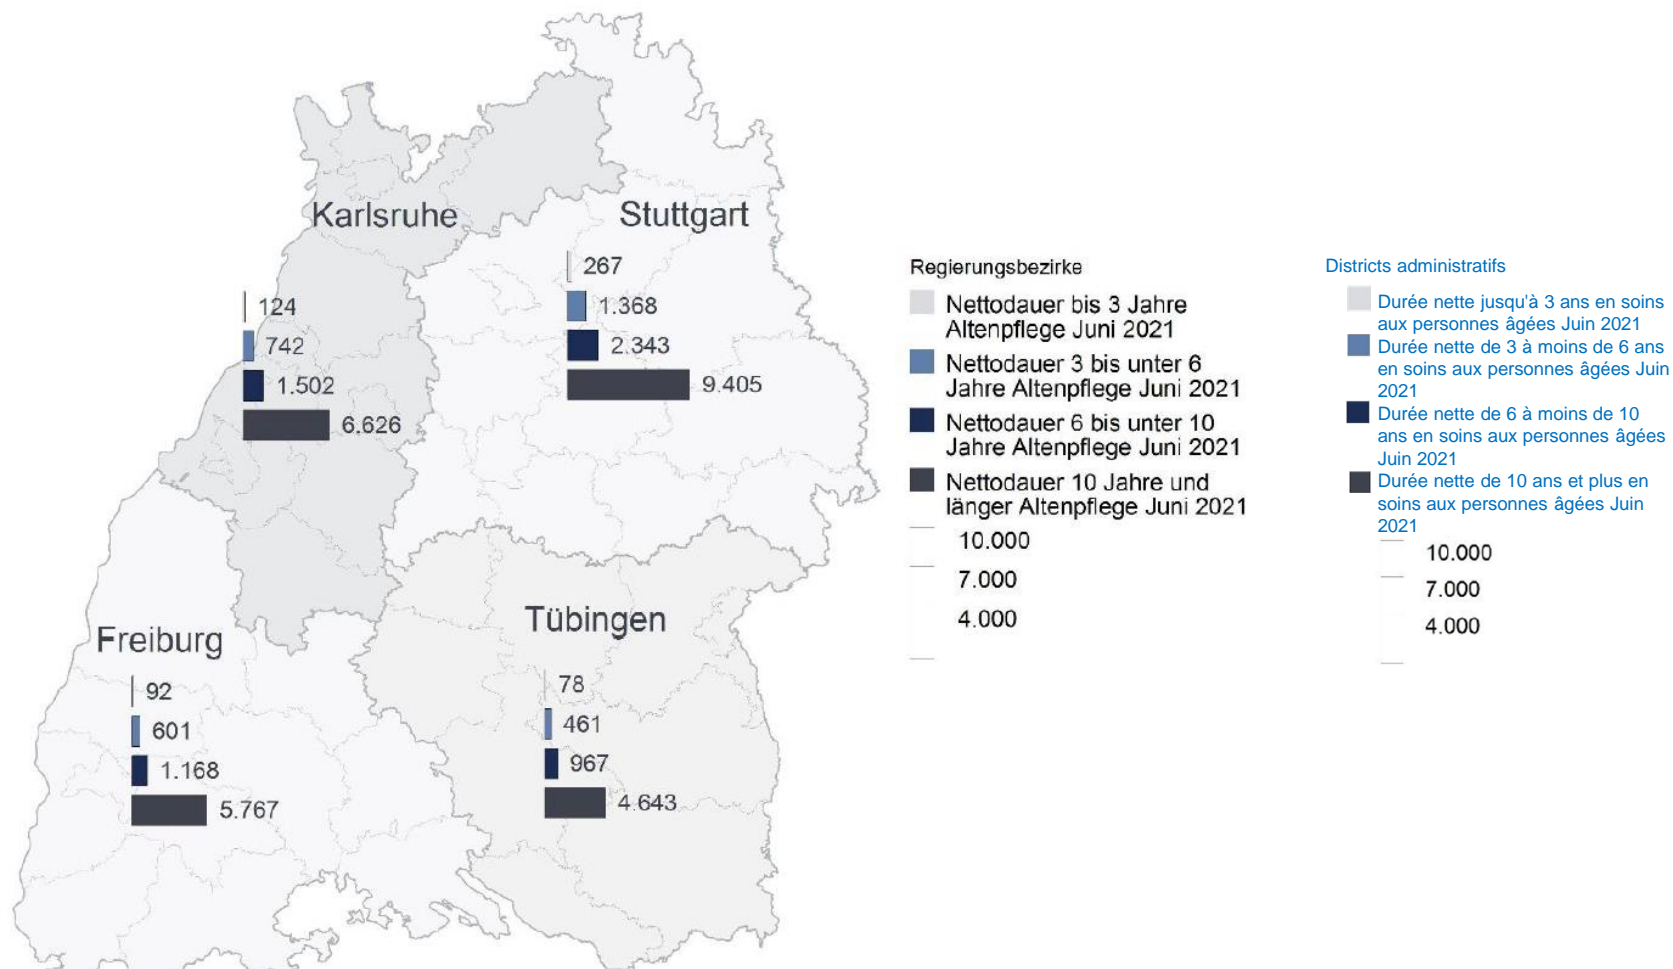 Karlsruhe
124
742
1.502
6.626
Stuttgart
267
1.368
2.343
9.405
Freiburg
92
601
1.168
5.767
Tübingen
78
461
967
4.643
Regierungsbezirke
Nettodauer bis 3 Jahre
Altenpflege Juni 2021
Nettodauer 3 bis unter 6
Jahre Altenpflege Juni 2021
Nettodauer 6 bis unter 10
Jahre Altenpflege Juni 2021
Nettodauer 10 Jahre und
länger Altenpflege Juni 2021
10.000
7.000
4.000
Districts administratifs
Durée nette jusqu'à 3 ans en soins
aux personnes âgées Juin 2021
Durée nette de 3 à moins de 6 ans
en soins aux personnes âgées Juin
2021
Durée nette de 6 à moins de 10
ans en soins aux personnes âgées
Juin 2021
Durée nette de 10 ans et plus en
soins aux personnes âgées Juin
2021
10.000
7.000
4.000